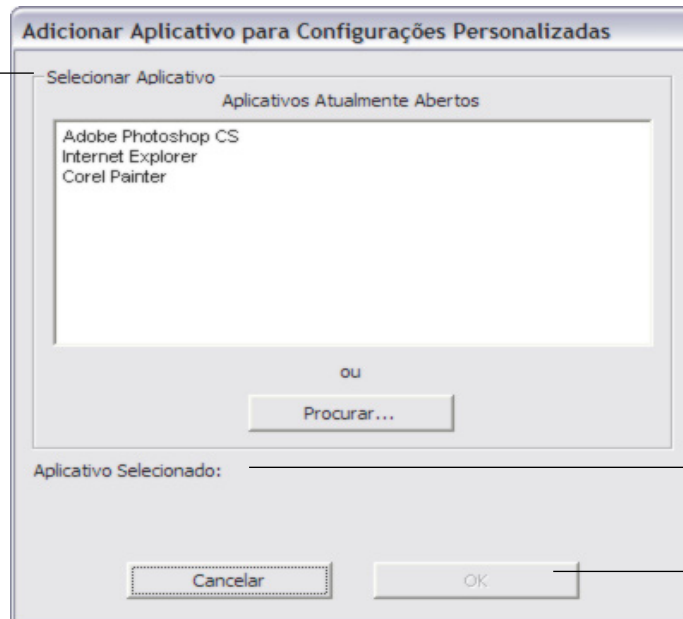 Adicionar Aplicativo para Configurações Personalizadas
Selecionar Aplicativo
Aplicativos Atualmente Abertos
Adobe Photoshop CS
Internet Explorer
Corel Painter
ou
Procurar...
Aplicativo Selecionado:
Cancelar
OK